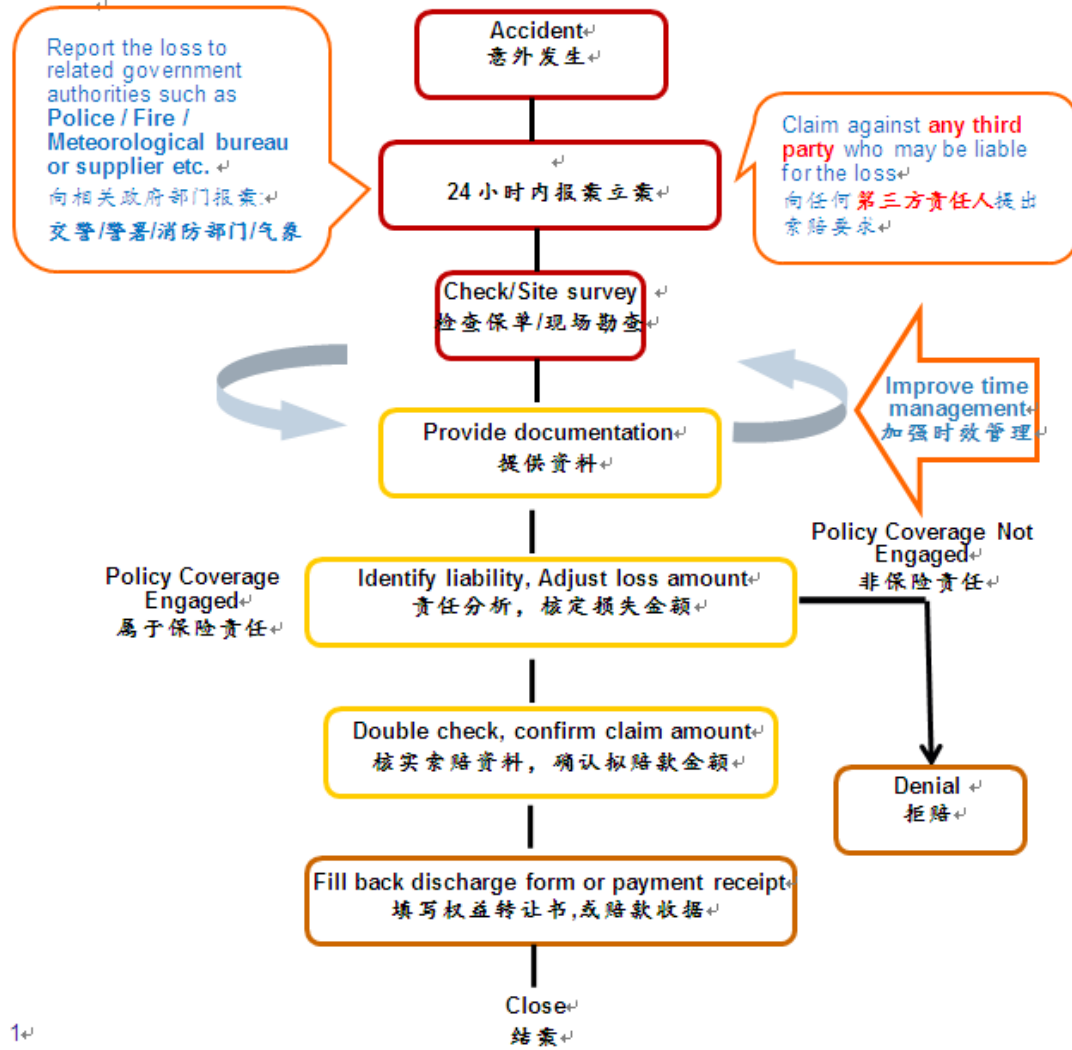 Accident
意外发生
Report the loss to
related government
authorities such as
Police / Fire /
Meteorological bureau
or supplier etc.
向相关政府部门报案:
交警/警署/消防部门/气象
24小时内报案立案
Claim against any third
party who may be liable
for the loss
向任何第三方责任人提出
索赔要求
Check/Site survey
检查保单/现场勘查
Improve time
management
加强时效管理
Provide documentation
提供资料
Policy Coverage Not
Engaged
非保险责任
Policy Coverage
Engaged
属于保险责任
Identify liability, Adjust loss amount
责任分析，核定损失金额
Double check, confirm claim amount
核实索赔资料，确认拟赔款金额
Denial
拒赔
Fill back discharge form or payment receipt
填写权益转让书,或赔款收据
Close
结案
1